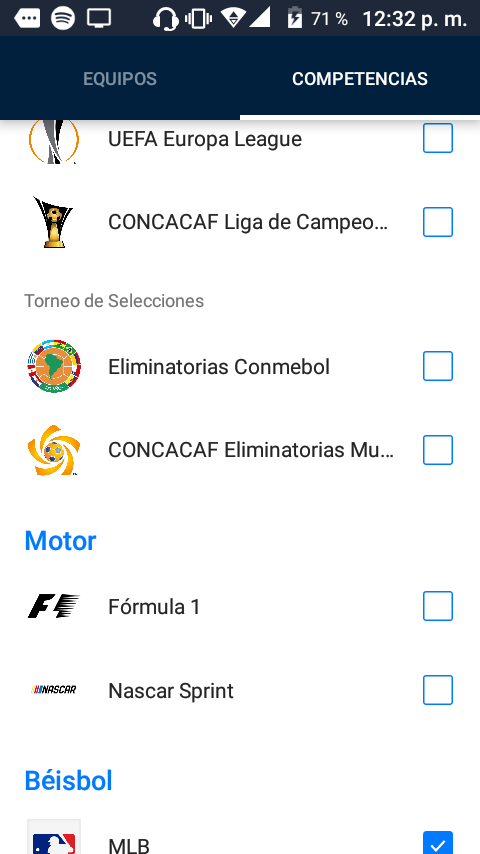 71 % 12:32 p. m.
EQUIPOS COMPETENCIAS
UEFA Europa League
CONCACAF Liga de Campeo...
Torneo de Selecciones
Eliminatorias Conmebol
CONCACAF Eliminatorias Mu...
Motor
Fórmula 1
NASCAR
Nascar Sprint
Béisbol
MLB